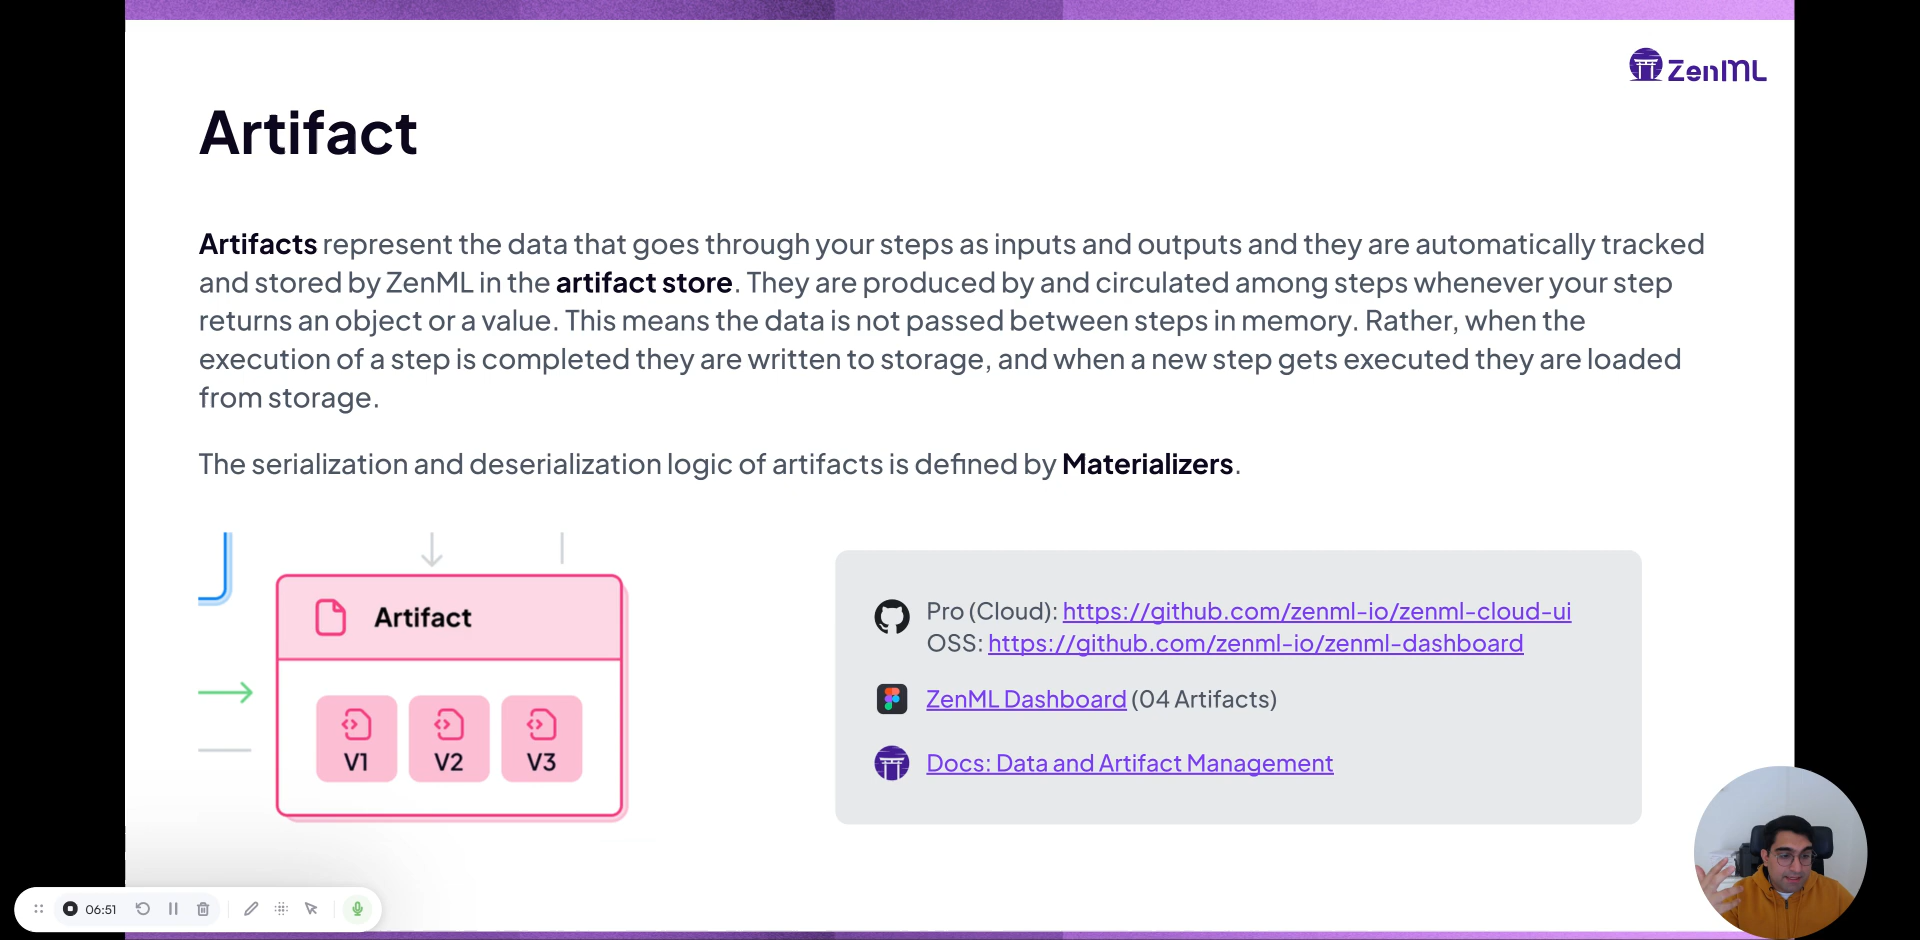 ZenML
Artifact
Artifacts represent the data that goes through your steps as inputs and outputs and they are automatically tracked
and stored by ZenML in the artifact store. They are produced by and circulated among steps whenever your step
returns an object or a value. This means the data is not passed between steps in memory. Rather, when the
execution of a step is completed they are written to storage, and when a new step gets executed they are loaded
from storage.
The serialization and deserialization logic of artifacts is defined by Materializers.
Artifact
V1 V2 V3
Pro (Cloud): https://github.com/zenml-io/zenml-cloud-ui
OSS: https://github.com/zenml-io/zenml-dashboard
ZenML Dashboard (04 Artifacts)
Docs: Data and Artifact Management
06:51